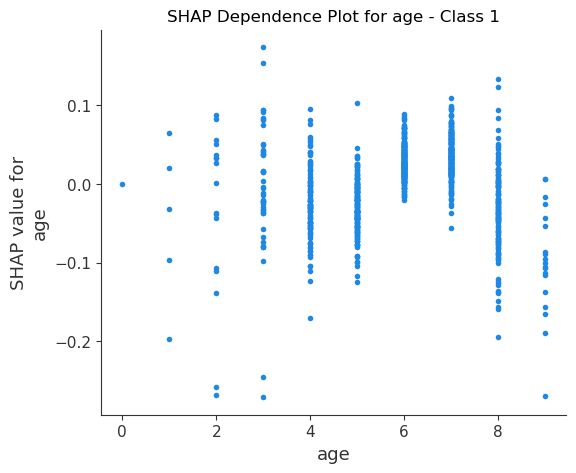 SHAP Dependence Plot for age - Class 1
SHAP value for
age
0.1
0.0
−0.1
−0.2
0
2
4
6
8
age